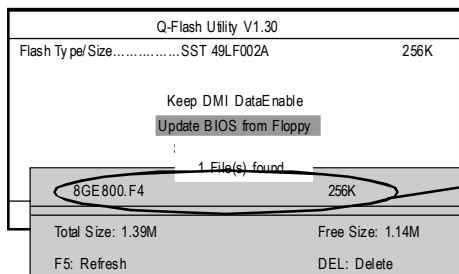 Q-Flash Utility V1.30
Flash Type/Size.................SST 49LF002A 256K
Keep DMI DataEnable
Update BIOS from Floppy
1 File(s) found
8GE800.F4 256K
Total Size: 1.39M Free Size: 1.14M
F5: Refresh DEL: Delete